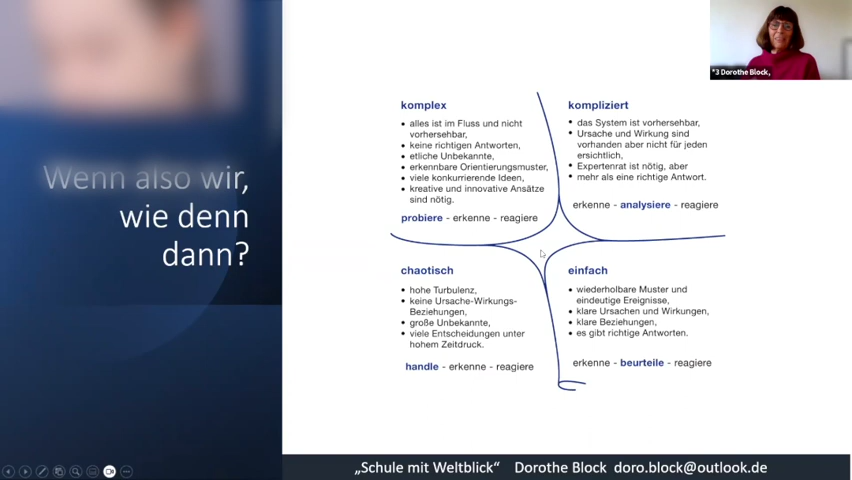 *3 Dorothe Block,
Wenn also wir,
wie denn
dann?
komplex
• alles ist im Fluss und nicht
vorhersehbar,
• keine richtigen Antworten,
• etliche Unbekannte,
• erkennbare Orientierungsmuster,
• viele konkurrierende Ideen,
• kreative und innovative Ansätze
sind nötig.
probiere - erkenne - reagiere
kompliziert
• das System ist vorhersehbar,
• Ursache und Wirkung sind
vorhanden aber nicht für jeden
ersichtlich,
• Expertenrat ist nötig, aber
• mehr als eine richtige Antwort.
erkenne - analysiere - reagiere
chaotisch
• hohe Turbulenz,
• keine Ursache-Wirkungs-
Beziehungen,
• große Unbekannte,
• viele Entscheidungen unter
hohem Zeitdruck.
handle - erkenne - reagiere
einfach
• wiederholbare Muster und
eindeutige Ereignisse,
• klare Ursachen und Wirkungen,
• klare Beziehungen,
• es gibt richtige Antworten.
erkenne - beurteile - reagiere
„Schule mit Weltblick“ Dorothe Block doro.block@outlook.de